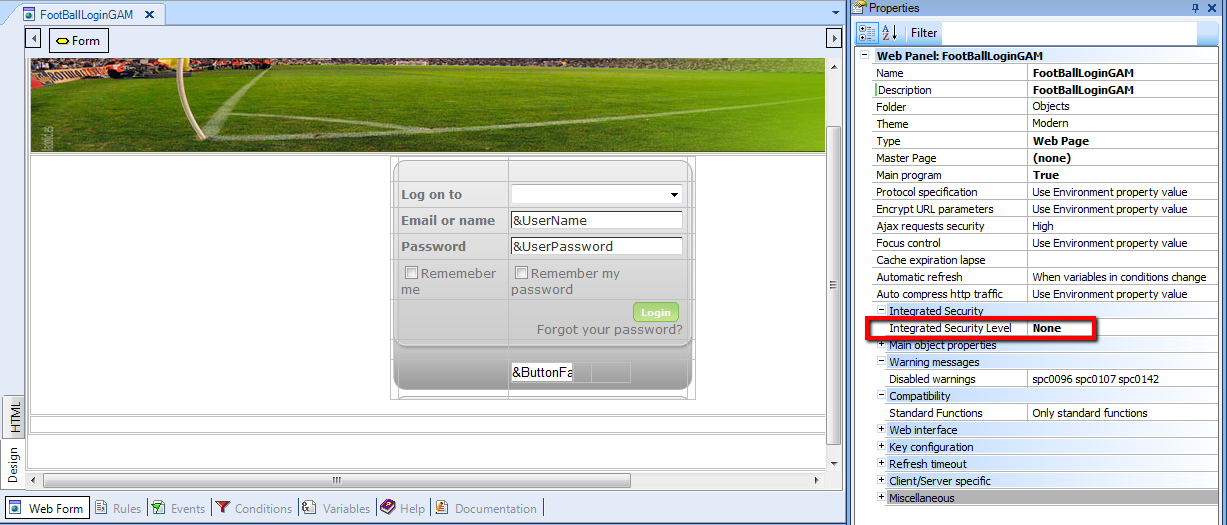 FootBallLoginGAM
Form
Log on to
Email or name &UserName
Password &UserPassword
Rememeber me
Remember my password
Login
Forgot your password?
&ButtonFa
HTML
Design
Web Form
Rules
Events
Conditions
Variables
Help
Documentation
Properties
Filter
Web Panel: FootBallLoginGAM
Name FootBallLoginGAM
Description FootBallLoginGAM
Folder Objects
Theme Modern
Type Web Page
Master Page (none)
Main program True
Protocol specification Use Environment property value
Encrypt URL parameters Use Environment property value
Ajax requests security High
Focus control Use Environment property value
Cache expiration lapse
Automatic refresh When variables in conditions change
Auto compress http traffic Use Environment property value
Integrated Security
Integrated Security Level None
Main object properties
Warning messages
Disabled warnings spc0096 spc0107 spc0142
Compatibility
Standard Functions Only standard functions
Web interface
Key configuration
Refresh timeout
Client/Server specific
Miscellaneous